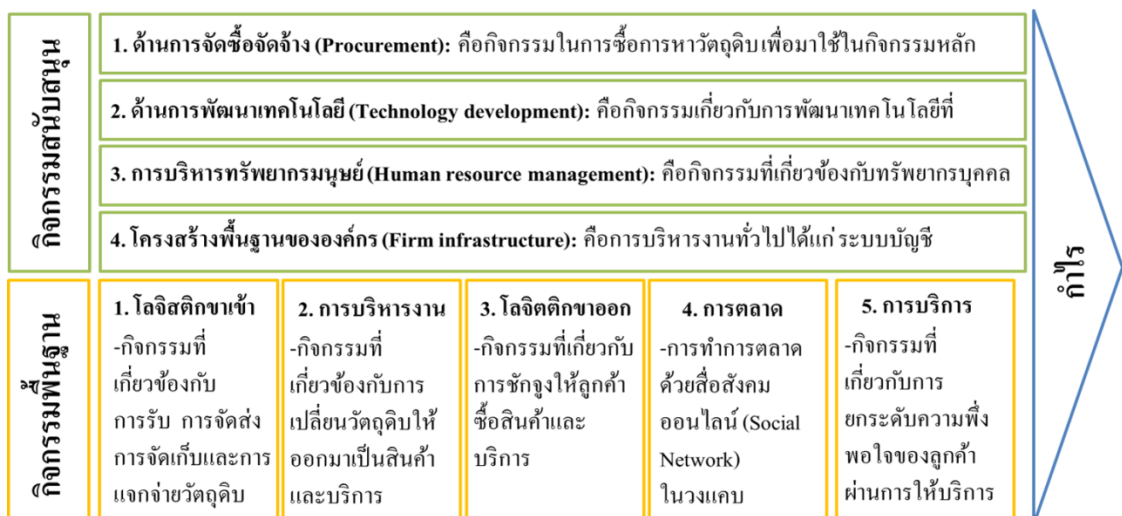 กิจกรรมสนับสนุน
1. ด้านการจัดซื้อจัดจ้าง (Procurement): คือกิจกรรมในการซื้อการหาวัตถุดิบเพื่อมาใช้ในกิจกรรมหลัก
2. ด้านการพัฒนาเทคโนโลยี (Technology development): คือกิจกรรมเกี่ยวกับการพัฒนาเทคโนโลยีที่
3. การบริหารทรัพยากรมนุษย์ (Human resource management): คือกิจกรรมที่เกี่ยวข้องกับทรัพยากรบุคคล
4. โครงสร้างพื้นฐานขององค์กร (Firm infrastructure): คือการบริหารงานทั่วไปได้แก่ ระบบบัญชี
กิจกรรมพื้นฐาน
1. โลจิสติกขาเข้า
-กิจกรรมที่
เกี่ยวข้องกับ
การรับ การจัดส่ง
การจัดเก็บและการ
แจกจ่ายวัตถุดิบ
2. การบริหารงาน
-กิจกรรมที่
เกี่ยวข้องกับการ
เปลี่ยนวัตถุดิบให้
ออกมาเป็นสินค้า
และบริการ
3. โลจิตติกขาออก
-กิจกรรมที่เกี่ยวกับ
การชักจูงให้ลูกค้า
ซื้อสินค้าและ
บริการ
4. การตลาด
-การทำการตลาด
ด้วยสื่อสังคม
ออนไลน์ (Social
Network)
ในวงแคบ
5. การบริการ
-กิจกรรมที่
เกี่ยวกับการ
ยกระดับความพึ่ง
พอใจของลูกค้า
ผ่านการให้บริการ
กำไร